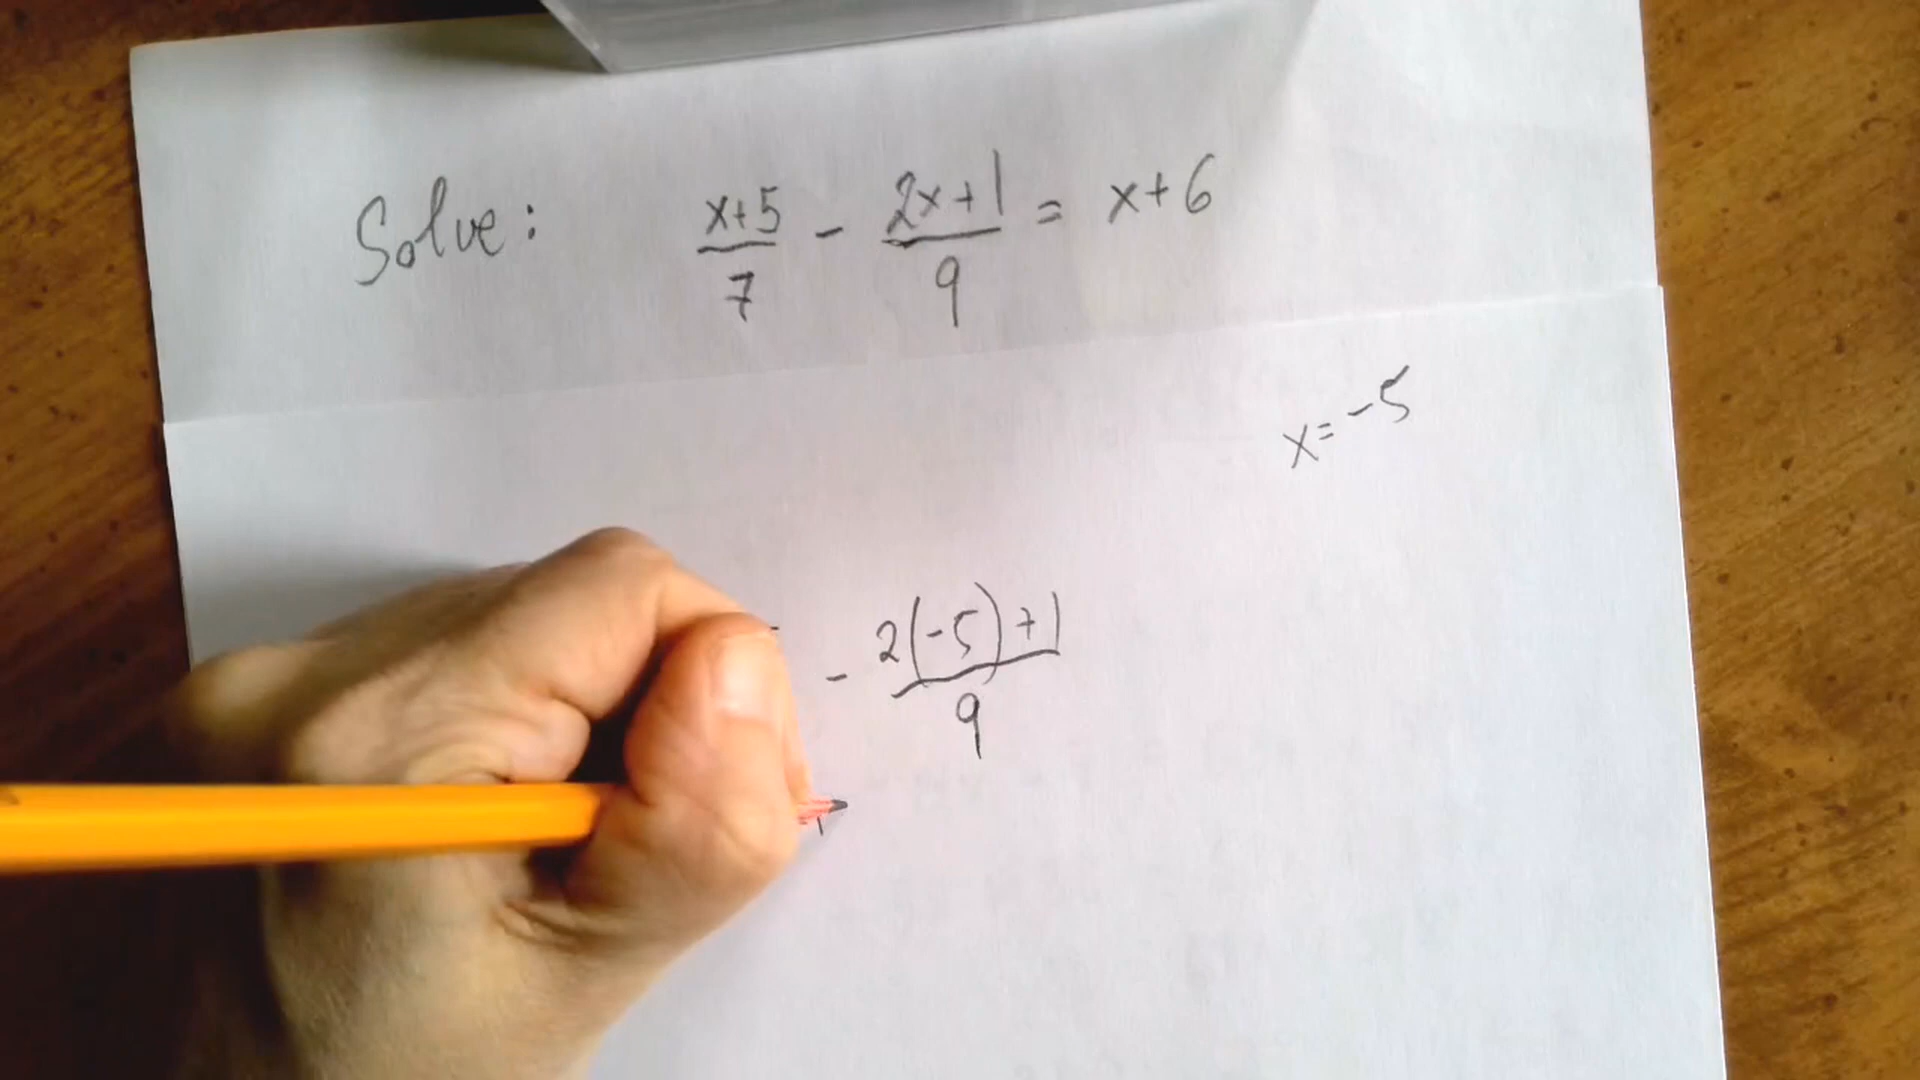 Solve: (x+5)/7 - (2x+1)/9 = x+6
x = -5
- (2(-5)+1)/9